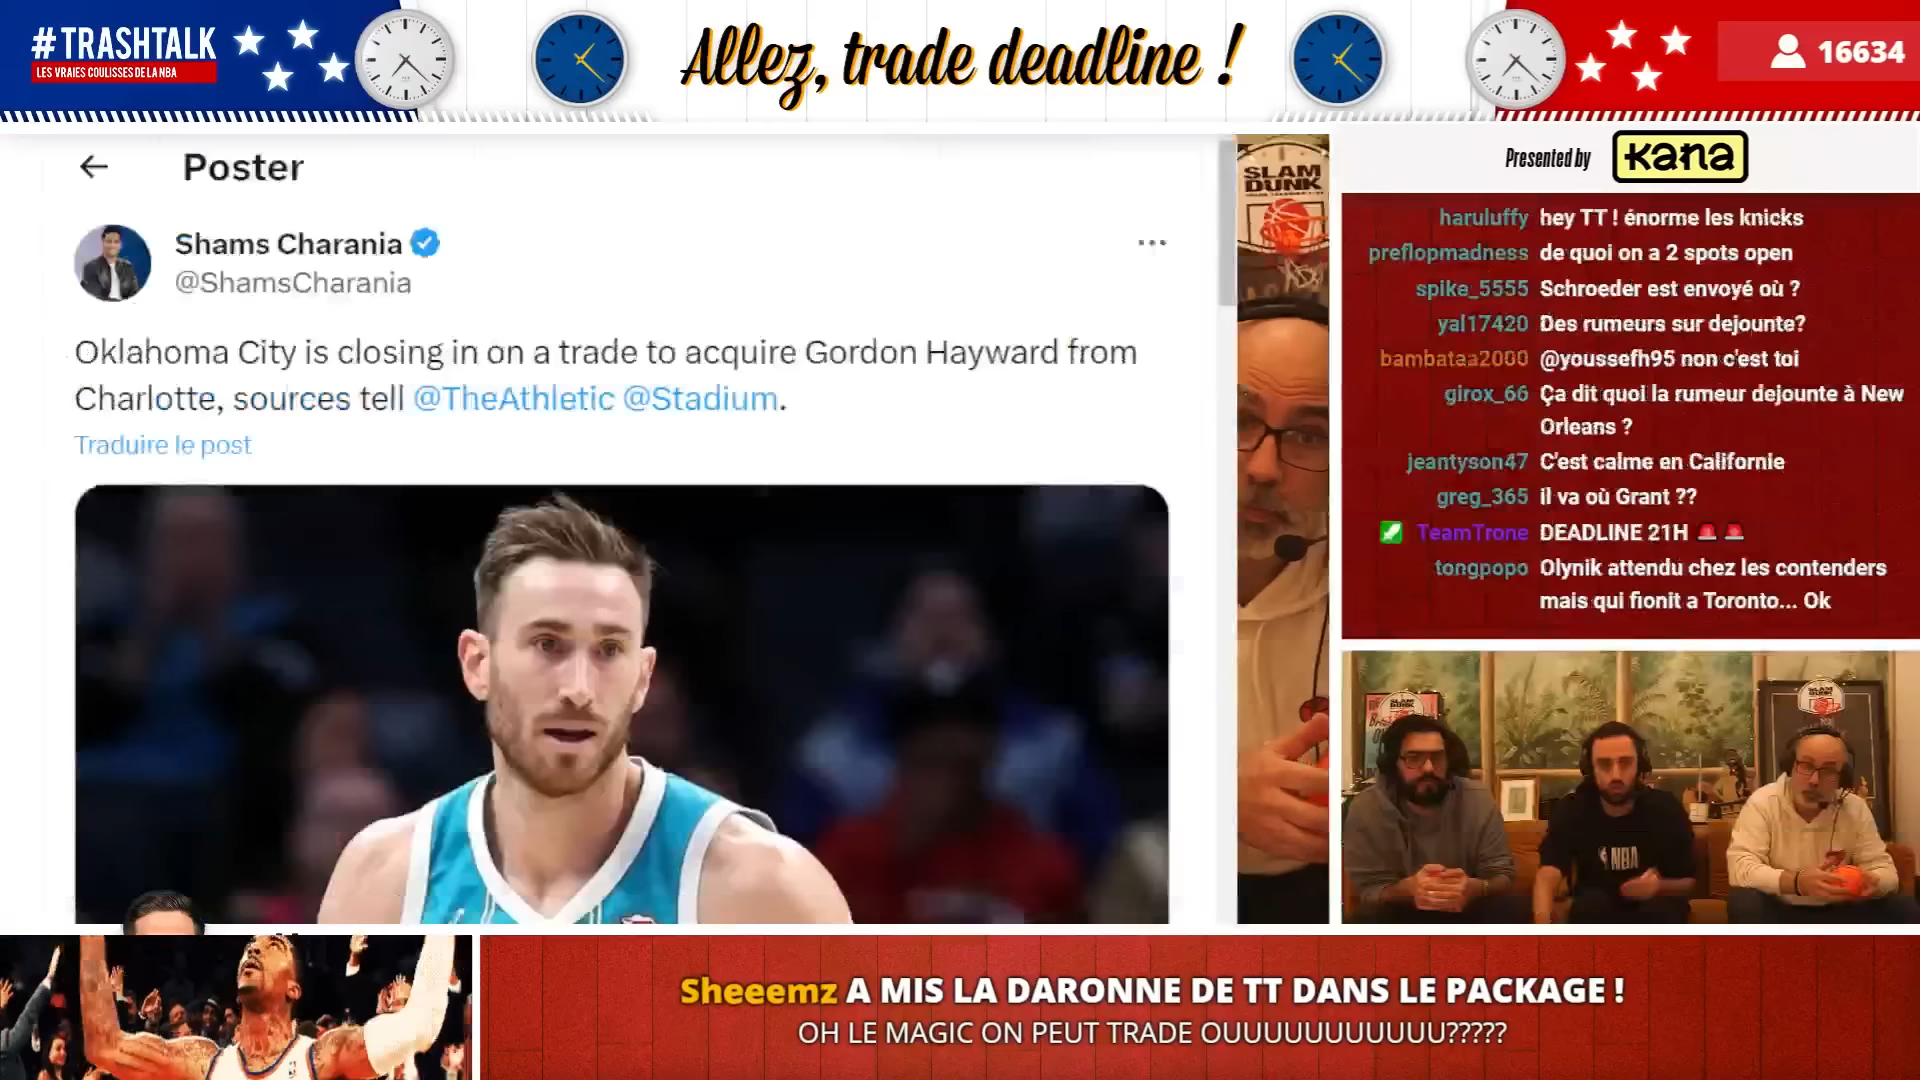 #TRASHTALK
LES VRAIES COULISSES DE LA NBA
Allez, trade deadline !
16634
Poster
Shams Charania
@ShamsCharania
Oklahoma City is closing in on a trade to acquire Gordon Hayward from
Charlotte, sources tell @TheAthletic @Stadium.
Traduire le post
SLAM
DUNK
Presented by
kana
haruluffy hey TT ! énorme les knicks
preflopmadness de quoi on a 2 spots open
spike_5555 Schroeder est envoyé où ?
yal17420 Des rumeurs sur dejounte?
bambataa2000 @youssefh95 non c'est toi
girox_66 Ça dit quoi la rumeur dejounte à New
Orleans ?
jeantyson47 C'est calme en Californie
greg_365 il va où Grant ??
TeamTrone DEADLINE 21H
tongpopo Olynik attendu chez les contenders
mais qui fionit a Toronto... Ok
SLAM
DUNK
SLAM
DUNK
NBA
Sheeemz A MIS LA DARONNE DE TT DANS LE PACKAGE !
OH LE MAGIC ON PEUT TRADE OUUUUUUUUUUU?????